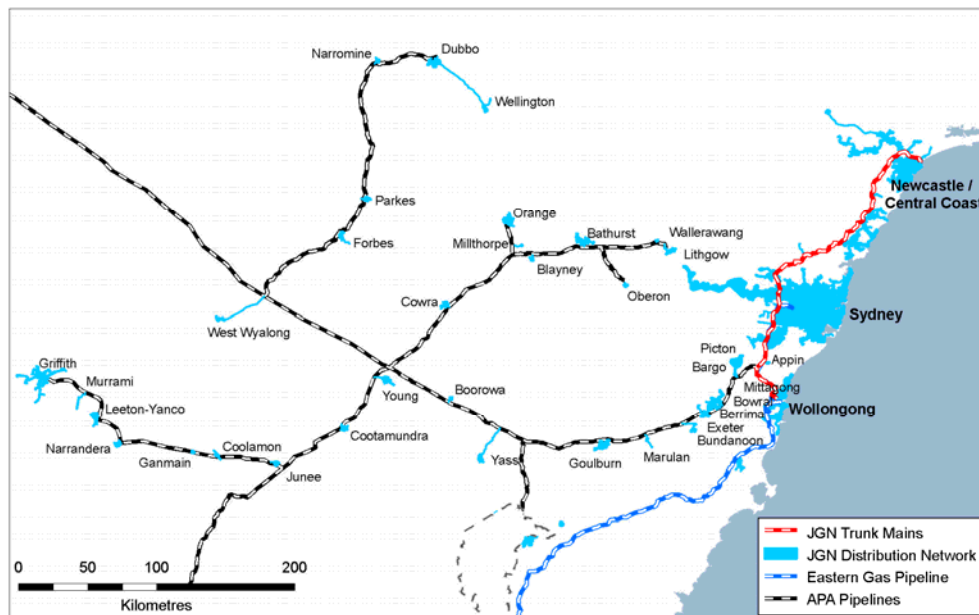 Narromine
Dubbo
Wellington
Parkes
Forbes
West Wyalong
Orange
Millthorpe
Blayney
Bathurst
Wallerawang
Lithgow
Oberon
Cowra
Newcastle /
Central Coast
Sydney
Picton
Bargo
Appin
Mittagong
Bowral
Berrima
Exeter
Bundanoon
Wollongong
Griffith
Murrami
Leeton-Yanco
Narrandera
Ganmain
Coolamon
Junee
Cootamundra
Young
Boorowa
Yass
Goulburn
Marulan
0 50 100 200
Kilometres
JGN Trunk Mains
JGN Distribution Network
Eastern Gas Pipeline
APA Pipelines